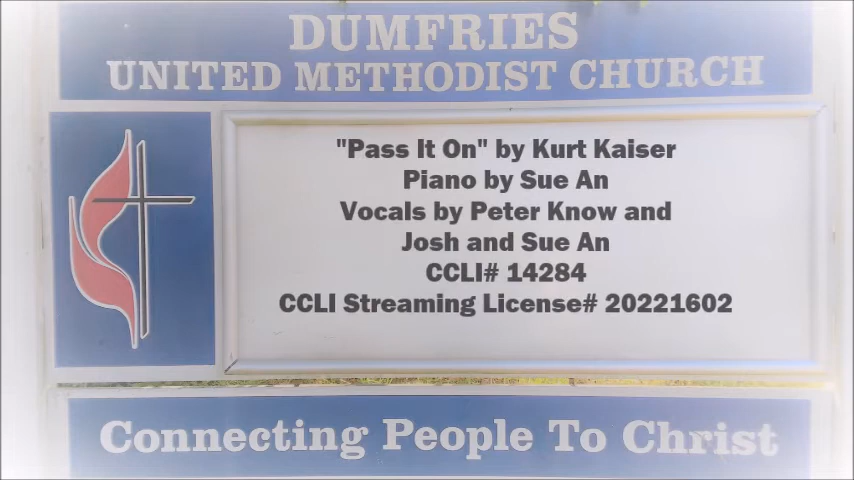 DUMFRIES
UNITED METHODIST CHURCH
"Pass It On" by Kurt Kaiser
Piano by Sue An
Vocals by Peter Know and
Josh and Sue An
CCLI# 14284
CCLI Streaming License# 20221602
Connecting People To Christ